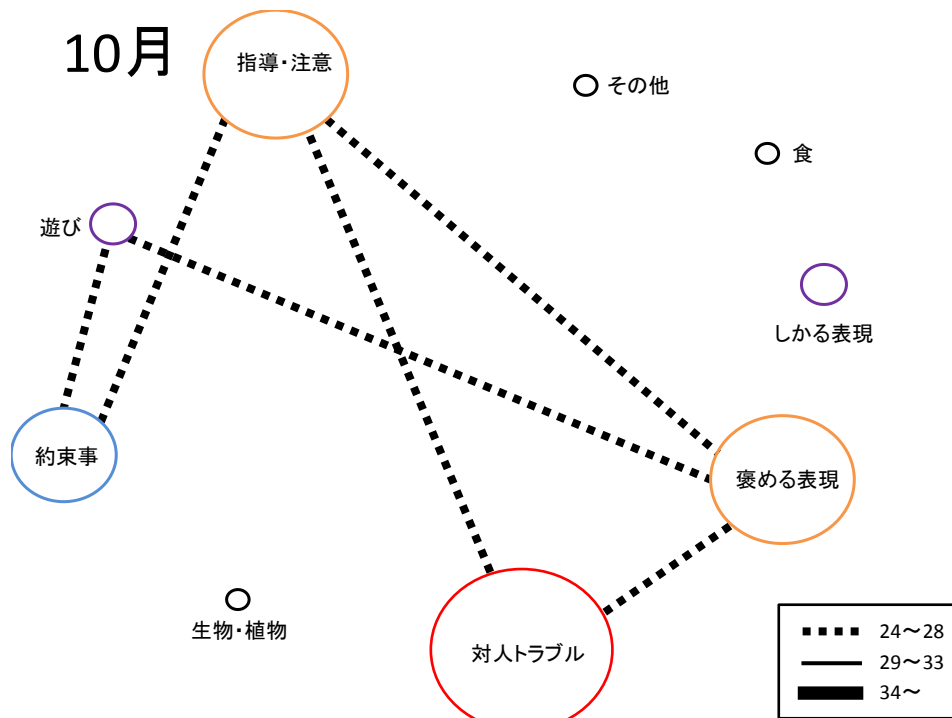 10月
指導・注意
その他
食
遊び
しかる表現
約束事
褒める表現
生物・植物
対人トラブル
24～28
29～33
34～